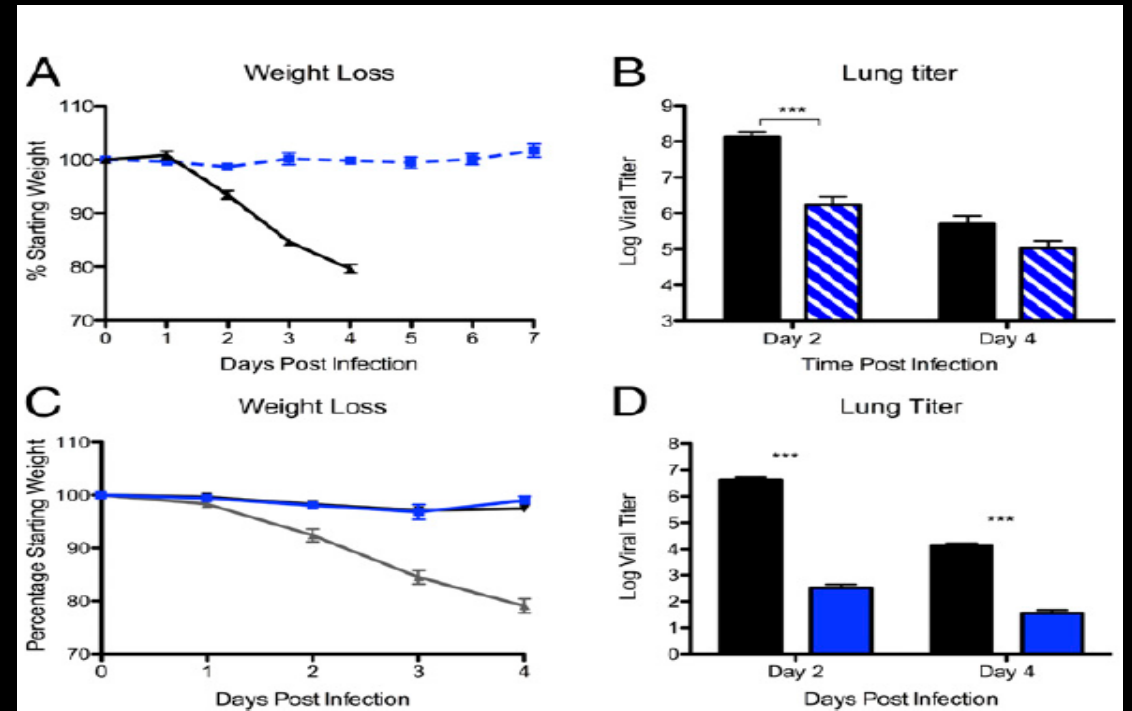 A
Weight Loss
% Starting Weight
110
100
90
80
70
0 1 2 3 4 5 6 7
Days Post Infection
B
Lung titer
Log Viral Titer
9
8
7
6
5
4
3
***
Day 2 Day 4
Time Post Infection
C
Weight Loss
Percentage Starting Weight
110
100
90
80
70
0 1 2 3 4
Days Post Infection
D
Lung Titer
Log Viral Titer
8
7
6
5
4
3
2
1
0
***
***
Day 2 Day 4
Days Post Infection